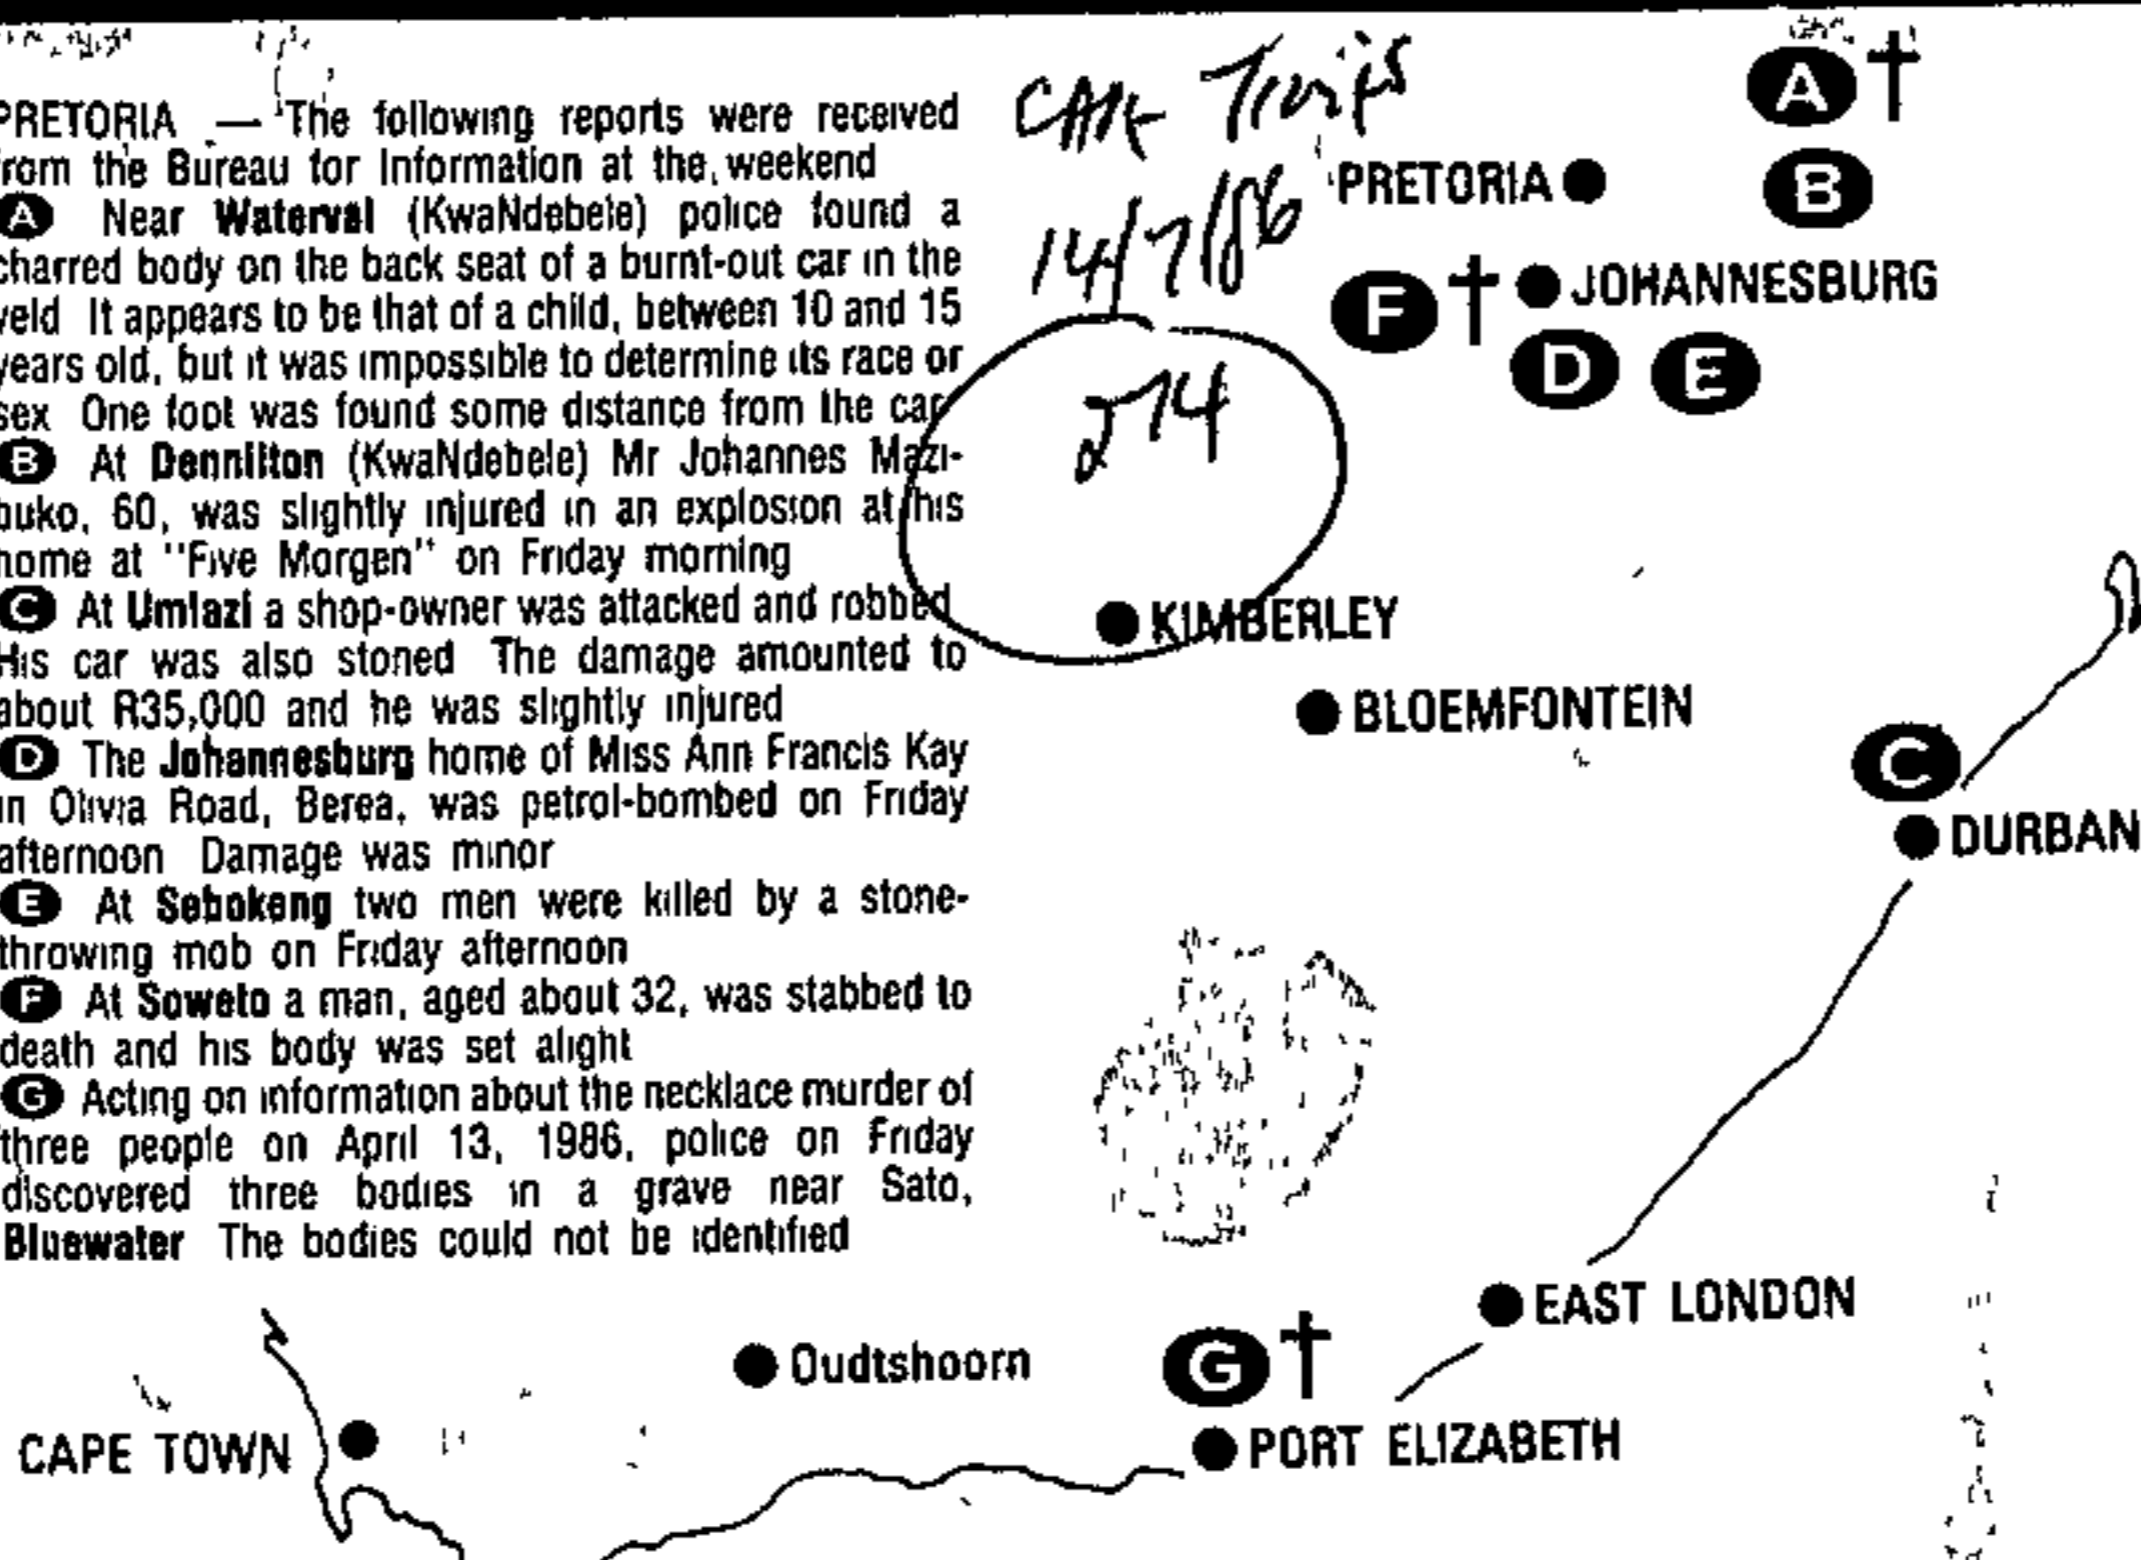 PRETORIA — The following reports were received
from the Bureau for Information at the weekend
A Near Waterval (KwaNdebele) police found a
charred body on the back seat of a burnt-out car in the
veld It appears to be that of a child, between 10 and 15
years old, but it was impossible to determine its race or
sex One foot was found some distance from the car
B At Dennilton (KwaNdebele) Mr Johannes Mazi-
buko, 60, was slightly injured in an explosion at his
home at "Five Morgen" on Friday morning
C At Umlazi a shop-owner was attacked and robbed
His car was also stoned The damage amounted to
about R35,000 and he was slightly injured
D The Johannesburg home of Miss Ann Francis Kay
in Olivia Road, Berea, was petrol-bombed on Friday
afternoon Damage was minor
E At Sebokeng two men were killed by a stone-
throwing mob on Friday afternoon
F At Soweto a man, aged about 32, was stabbed to
death and his body was set alight
G Acting on information about the necklace murder of
three people on April 13, 1986, police on Friday
discovered three bodies in a grave near Sato,
Bluewater The bodies could not be identified
Times
14/7/86
274
A
PRETORIA
B
F
JOHANNESBURG
D E
KIMBERLEY
BLOEMFONTEIN
C
DURBAN
EAST LONDON
Oudtshoorn
G
CAPE TOWN
PORT ELIZABETH